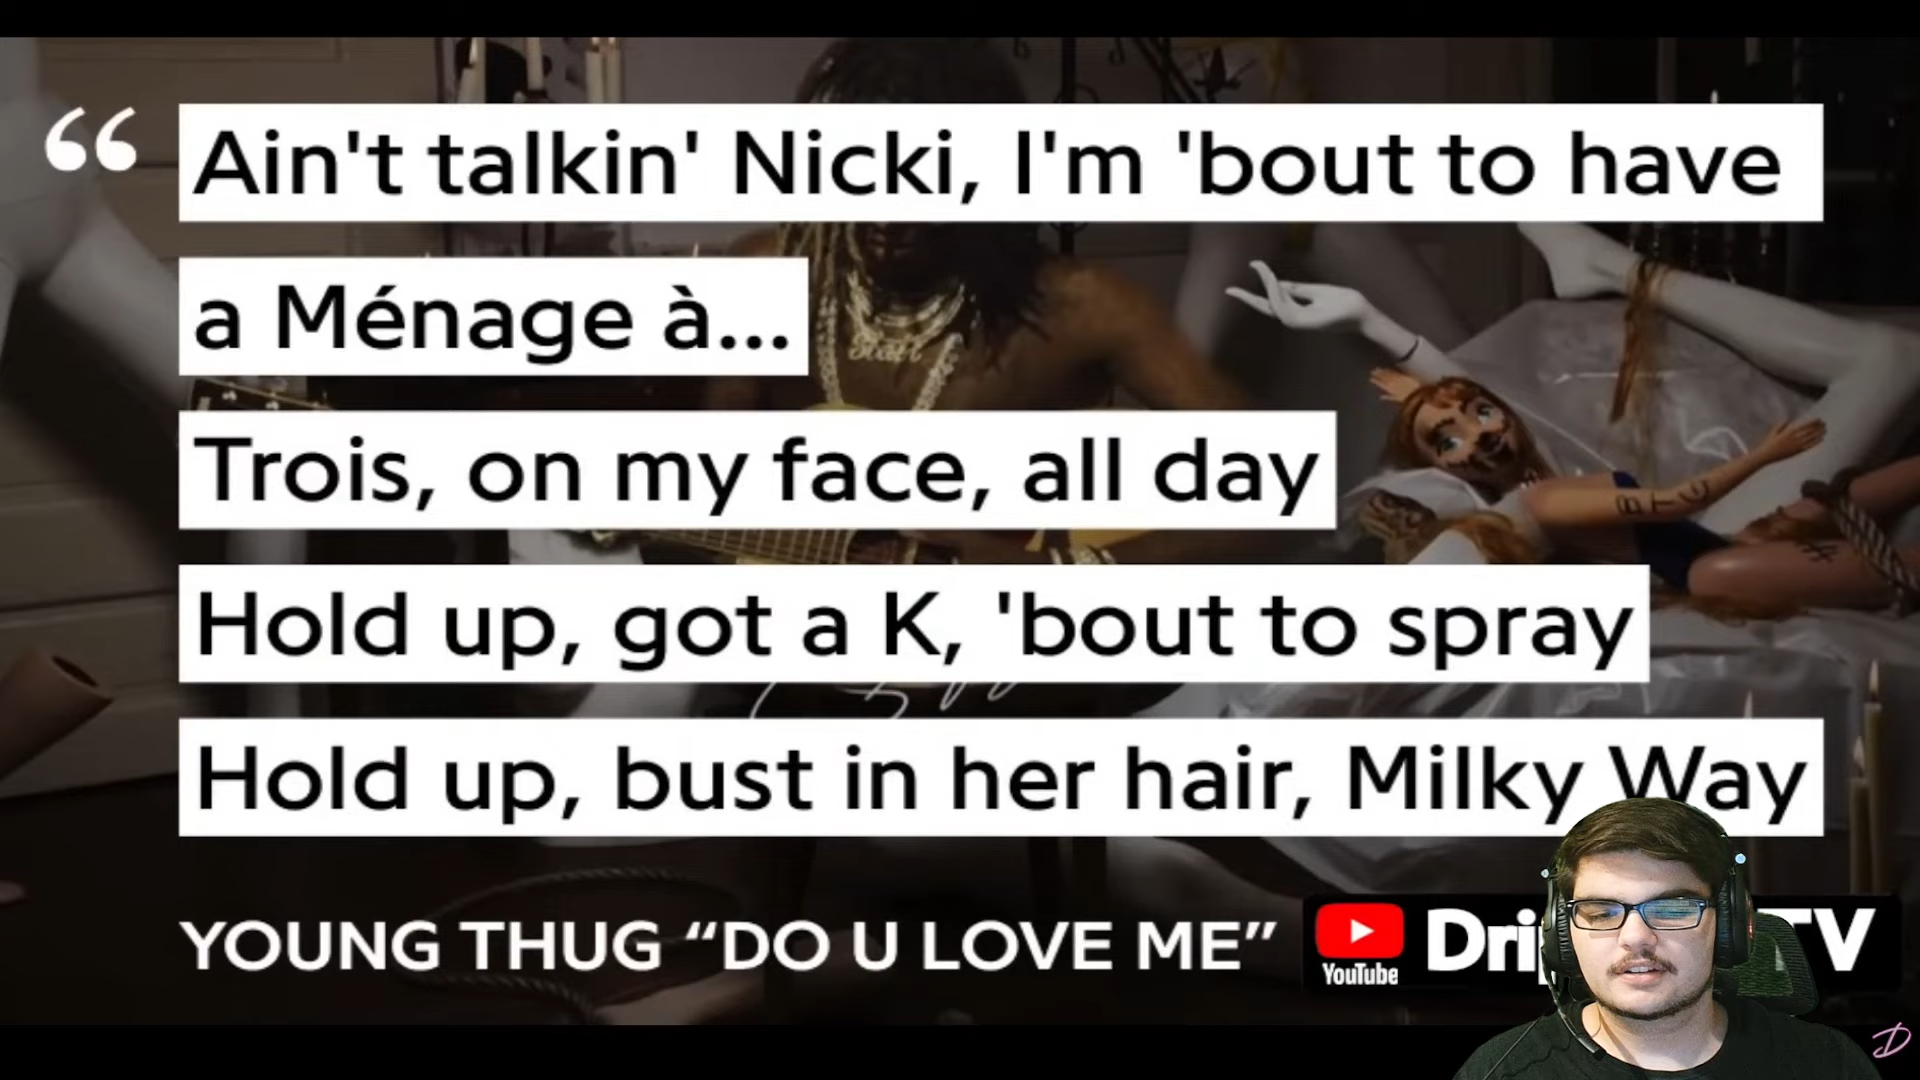 “ Ain't talkin' Nicki, I'm 'bout to have
a Ménage à...
Trois, on my face, all day
Hold up, got a K, 'bout to spray
Hold up, bust in her hair, Milky Way
YOUNG THUG “DO U LOVE ME”
YouTube
TV